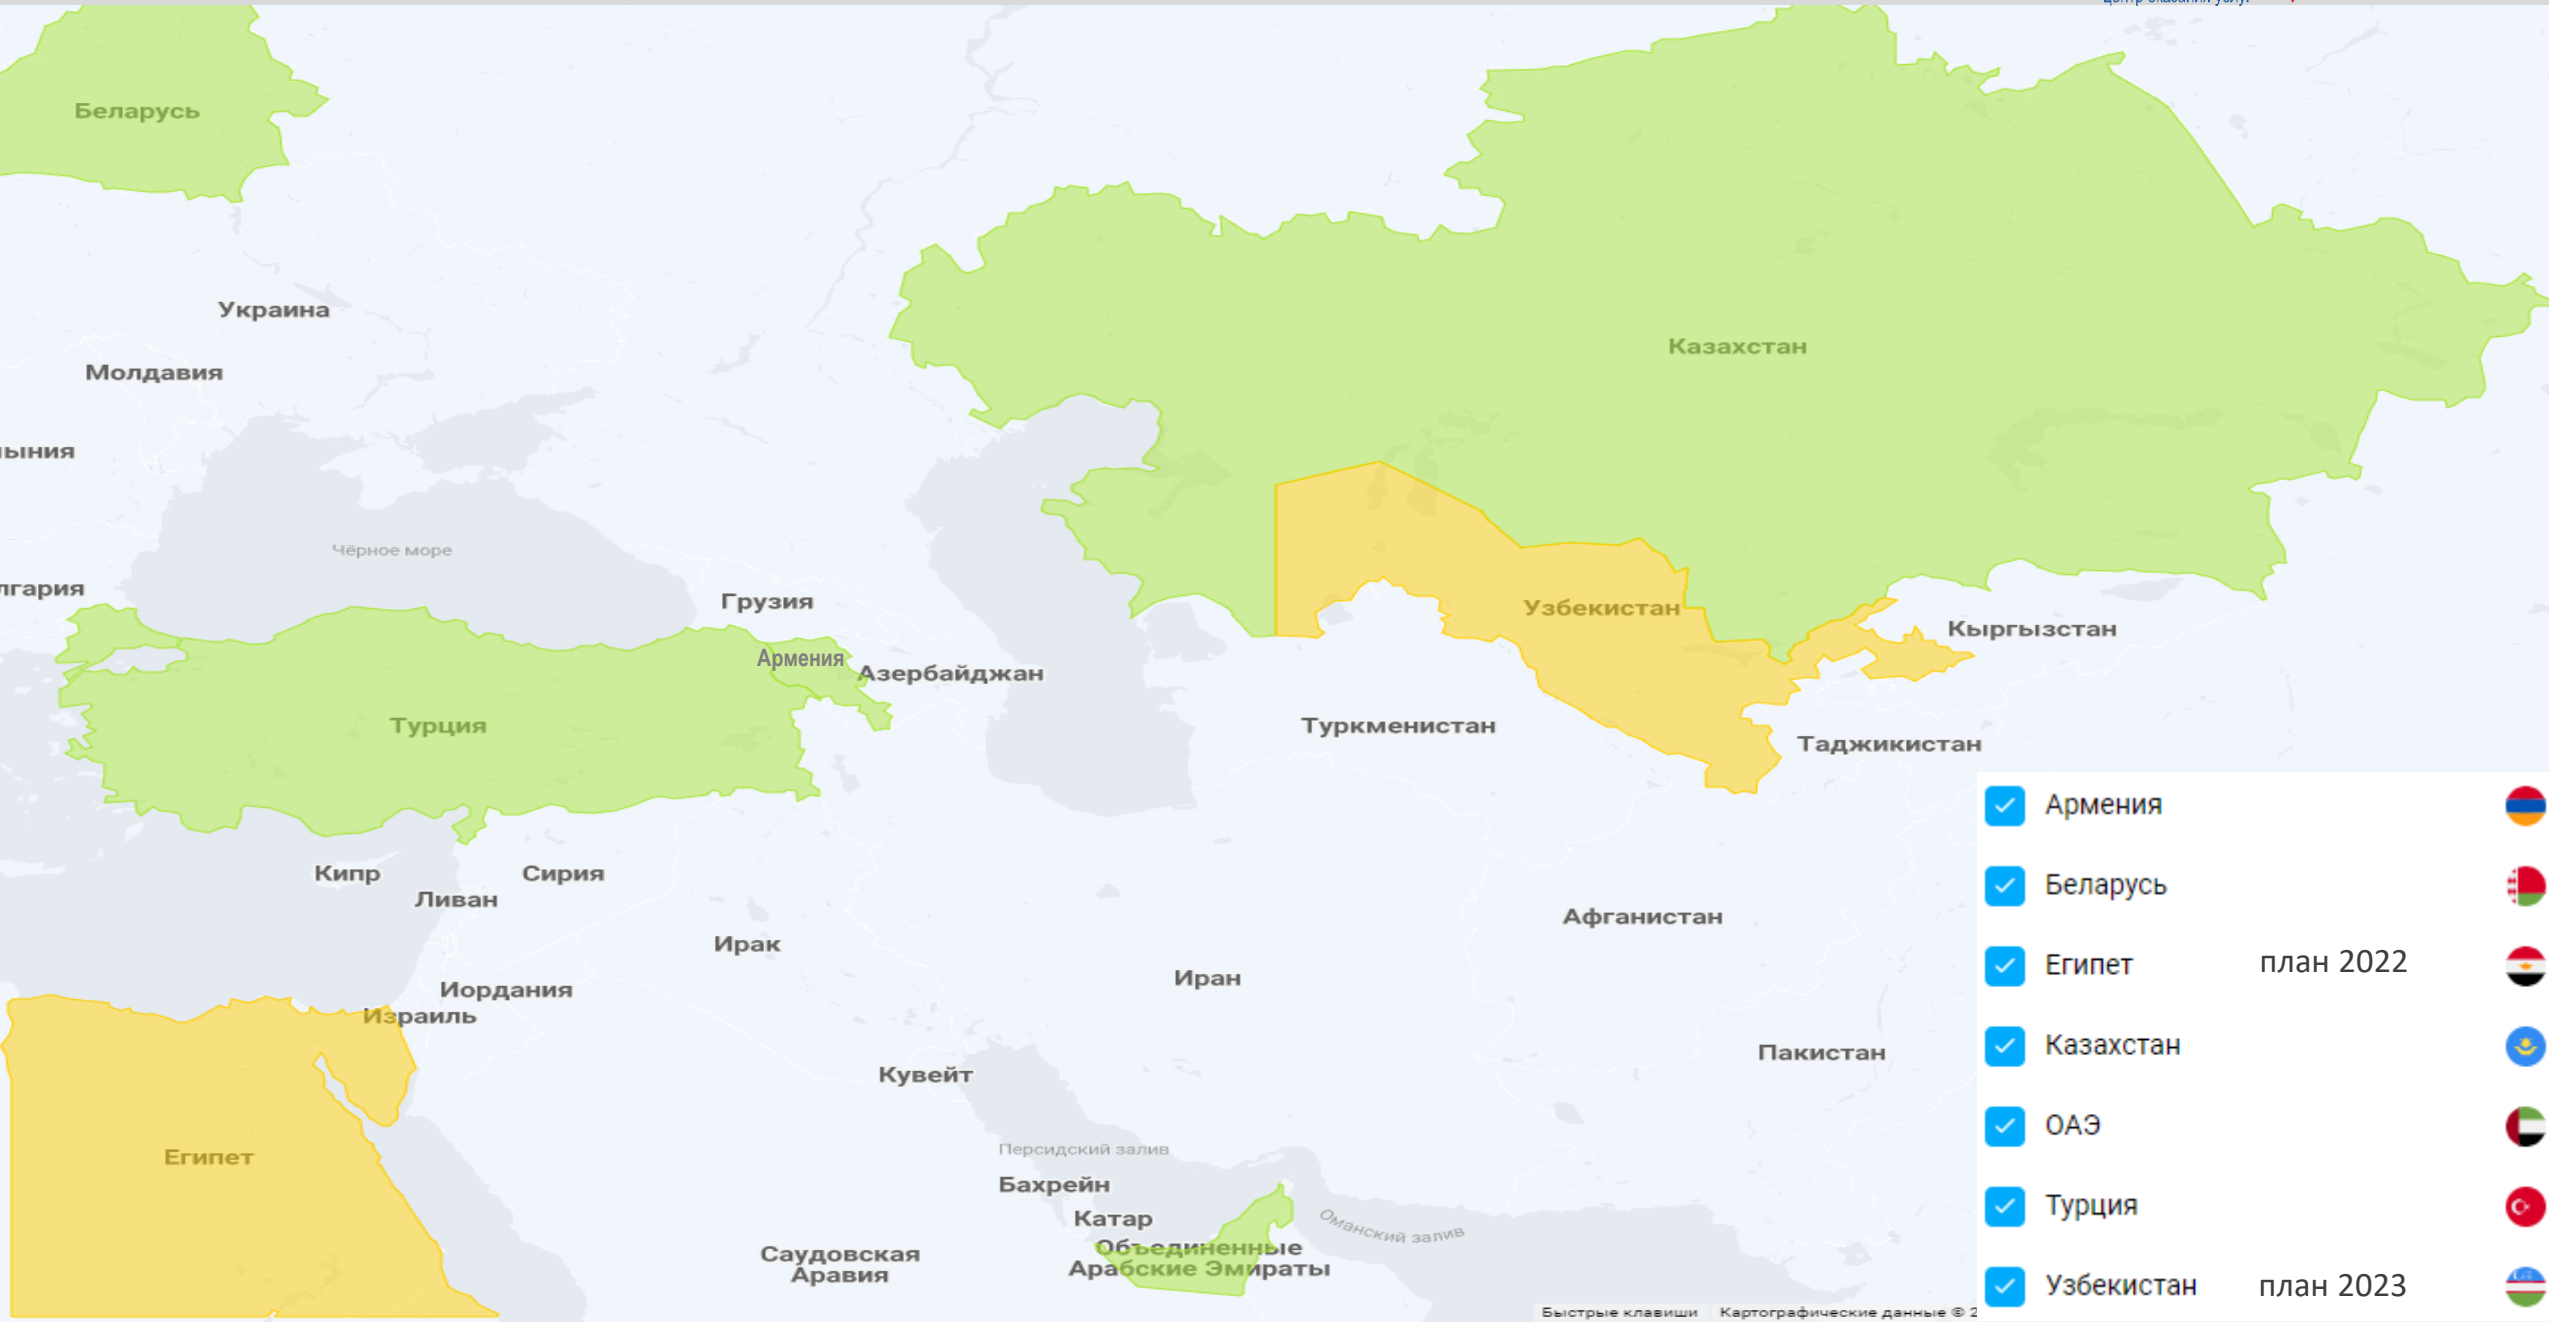 Беларусь
Украина
Молдавия
Казахстан
Чёрное море
Грузия
Узбекистан
Кыргызстан
Армения
Азербайджан
Турция
Туркменистан
Таджикистан
Кипр
Сирия
Ливан
Афганистан
Ирак
Иран
Иордания
Израиль
Пакистан
Кувейт
Египет
Персидский залив
Бахрейн
Катар
Оманский залив
Саудовская
Аравия
Объединенные
Арабские Эмираты
Быстрые клавиши
Картографические данные ©
Армения
Беларусь
Египет план 2022
Казахстан
ОАЭ
Турция
Узбекистан план 2023